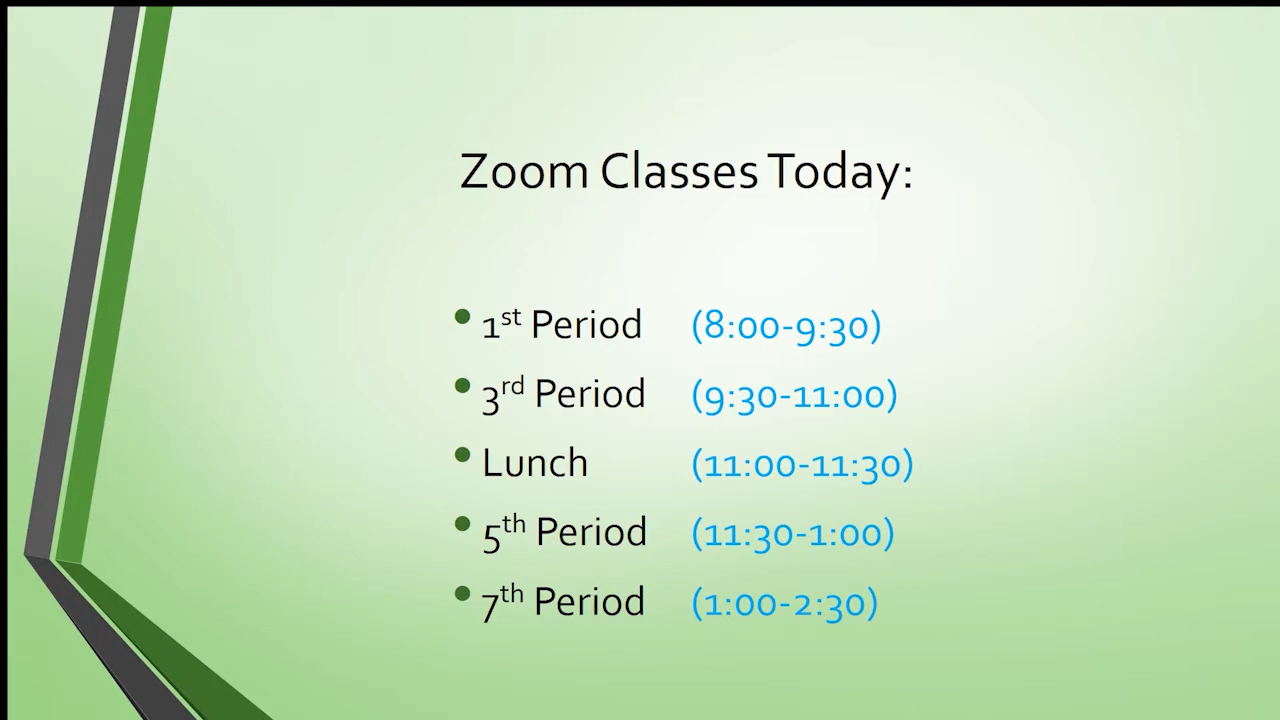 Zoom Classes Today:
• 1st Period (8:00-9:30)
• 3rd Period (9:30-11:00)
• Lunch (11:00-11:30)
• 5th Period (11:30-1:00)
• 7th Period (1:00-2:30)